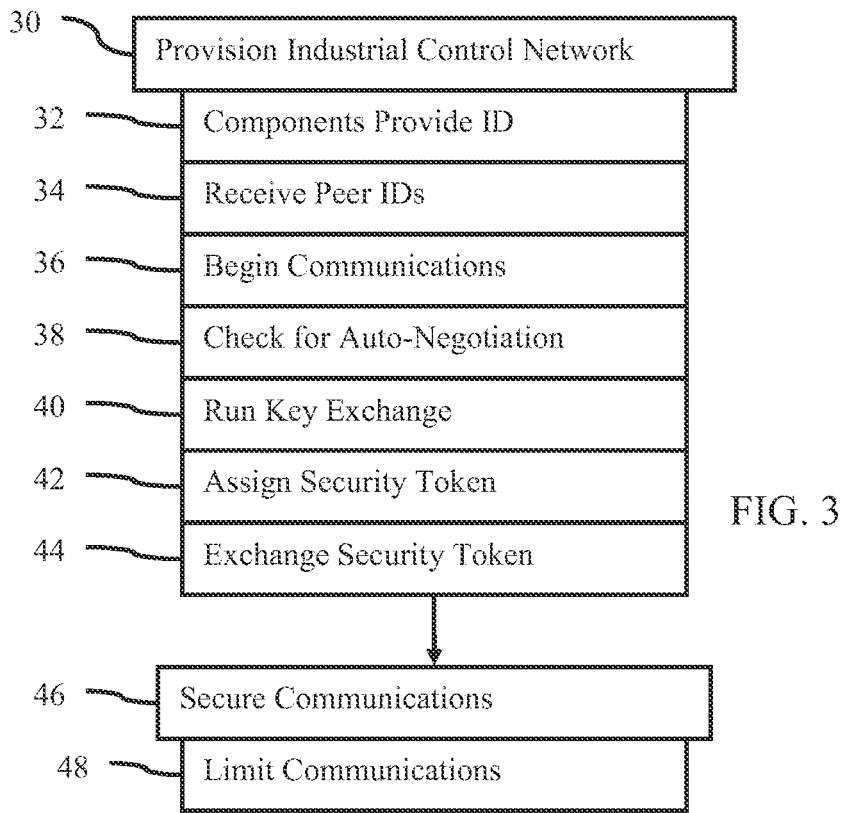 30 Provision Industrial Control Network
32 Components Provide ID
34 Receive Peer IDs
36 Begin Communications
38 Check for Auto-Negotiation
40 Run Key Exchange
42 Assign Security Token
FIG. 3
44 Exchange Security Token
46 Secure Communications
48 Limit Communications